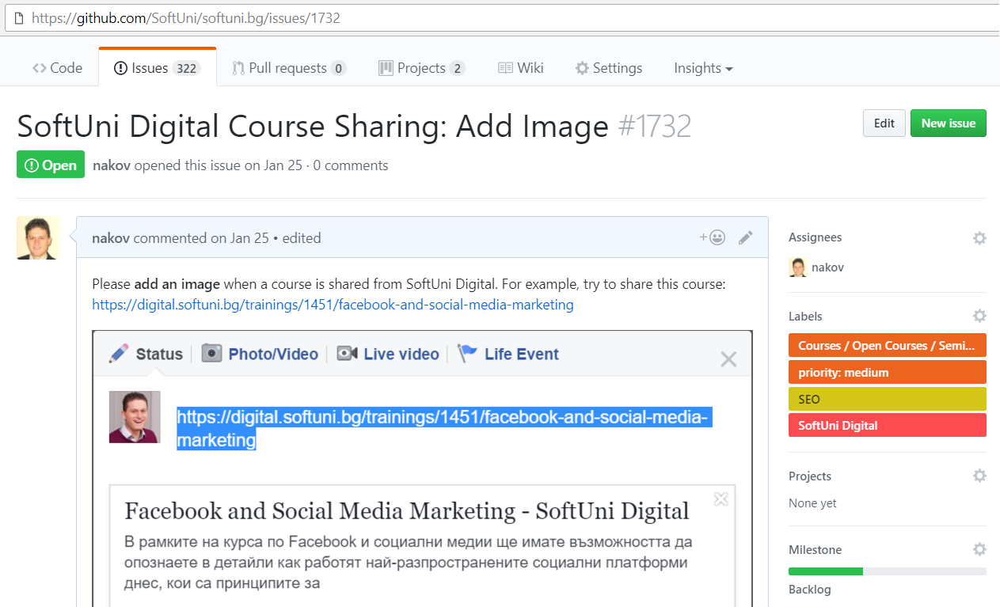 https://github.com/SoftUni/softuni.bg/issues/1732
Code Issues 322 Pull requests 0 Projects 2 Wiki Settings Insights
SoftUni Digital Course Sharing: Add Image #1732
Edit New issue
Open nakov opened this issue on Jan 25 · 0 comments
nakov commented on Jan 25 • edited
Please add an image when a course is shared from SoftUni Digital. For example, try to share this course:
https://digital.softuni.bg/trainings/1451/facebook-and-social-media-marketing
Status Photo/Video Live video Life Event
https://digital.softuni.bg/trainings/1451/facebook-and-social-media-
marketing
Facebook and Social Media Marketing - SoftUni Digital
В рамките на курса по Facebook и социални медии ще имате възможността да
опознаете в детайли как работят най-разпространените социални платформи
днес, кои са принципите за
Assignees
nakov
Labels
Courses / Open Courses / Semi...
priority: medium
SEO
SoftUni Digital
Projects
None yet
Milestone
Backlog